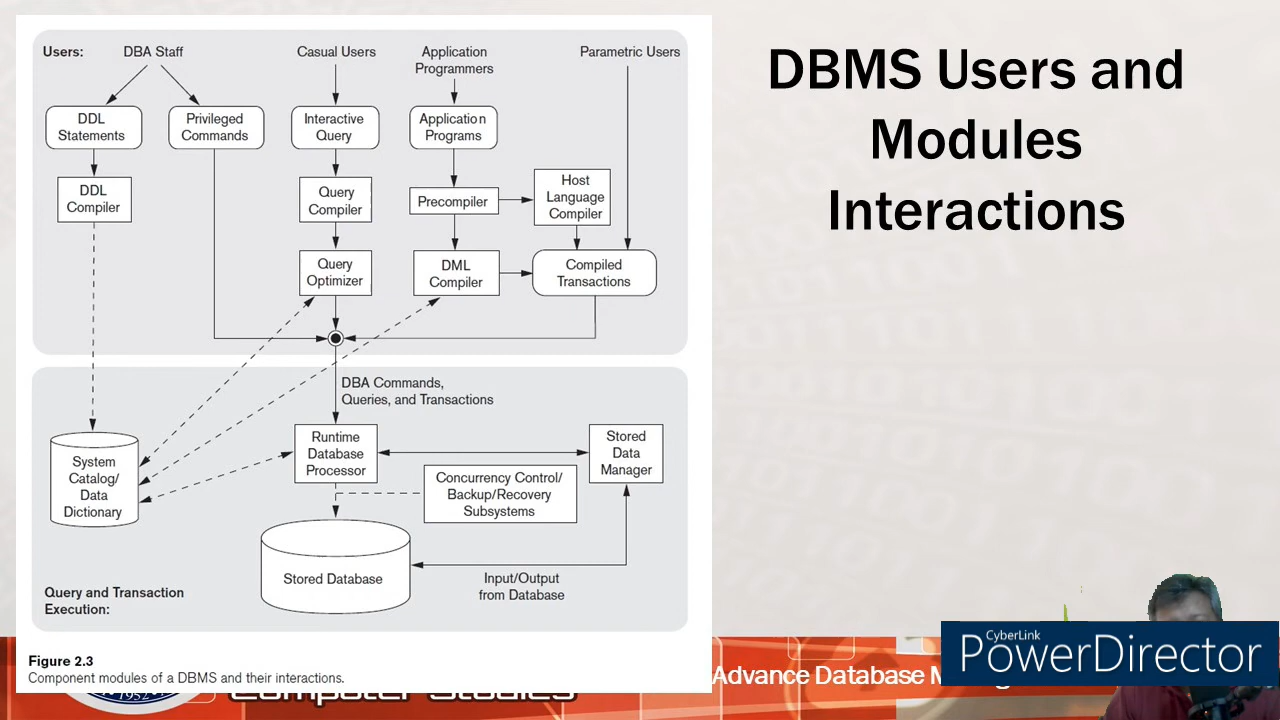 Users:
DBA Staff
Casual Users
Application
Programmers
Parametric Users
DDL
Statements
Privileged
Commands
Interactive
Query
Application
Programs
DDL
Compiler
Query
Compiler
Precompiler
Host
Language
Compiler
Query
Optimizer
DML
Compiler
Compiled
Transactions
DBA Commands,
Queries, and Transactions
System
Catalog/
Data
Dictionary
Runtime
Database
Processor
Stored
Data
Manager
Concurrency Control/
Backup/Recovery
Subsystems
Stored Database
Input/Output
from Database
Query and Transaction
Execution:
Figure 2.3
Component modules of a DBMS and their interactions.
DBMS Users and
Modules
Interactions
Computer Studies
Advance Database
CyberLink
PowerDirector